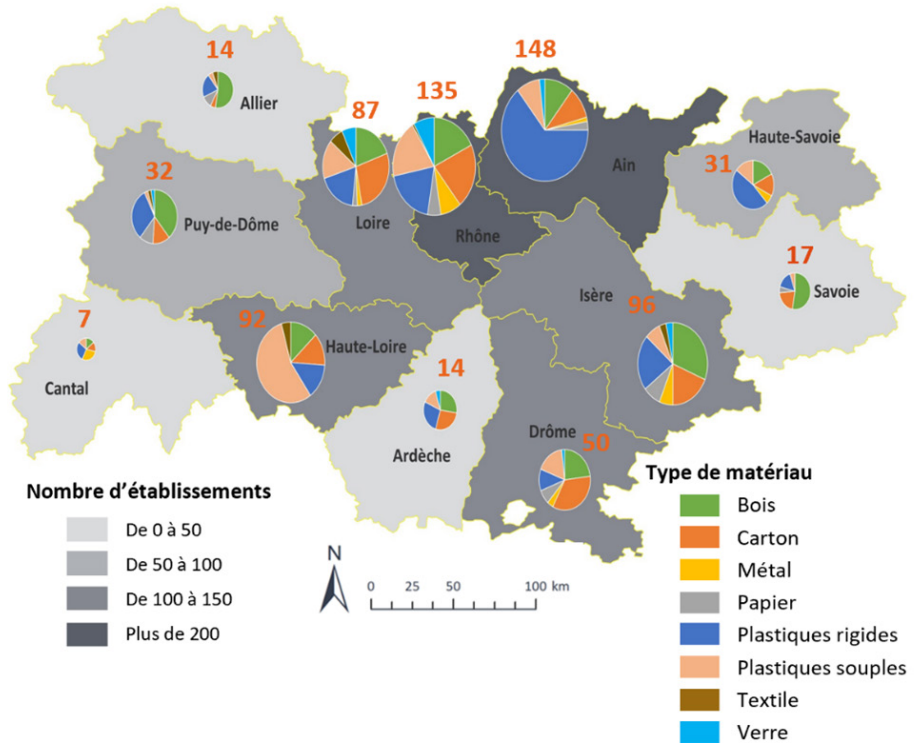 14
Allier
87
135
148
Ain
Haute-Savoie
31
32
Puy-de-Dôme
Loire
Rhône
17
Savoie
Isère
7
Cantal
92
Haute-Loire
96
14
Ardèche
Drôme
50
Nombre d’établissements
De 0 à 50
De 50 à 100
De 100 à 150
Plus de 200
N
0 25 50 100 km
Type de matériau
Bois
Carton
Métal
Papier
Plastiques rigides
Plastiques souples
Textile
Verre